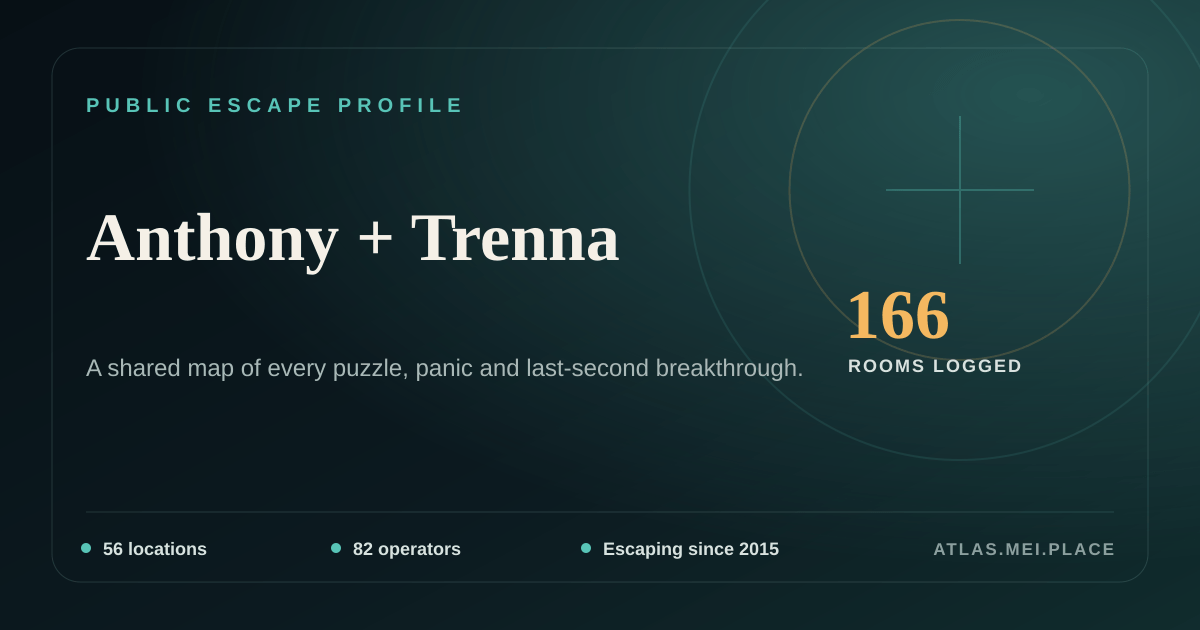 PUBLIC ESCAPE PROFILE
Anthony + Trenna
166
ROOMS LOGGED
A shared map of every puzzle, panic and last-second breakthrough.
56 locations
82 operators
Escaping since 2015
ATLAS.MEI.PLACE